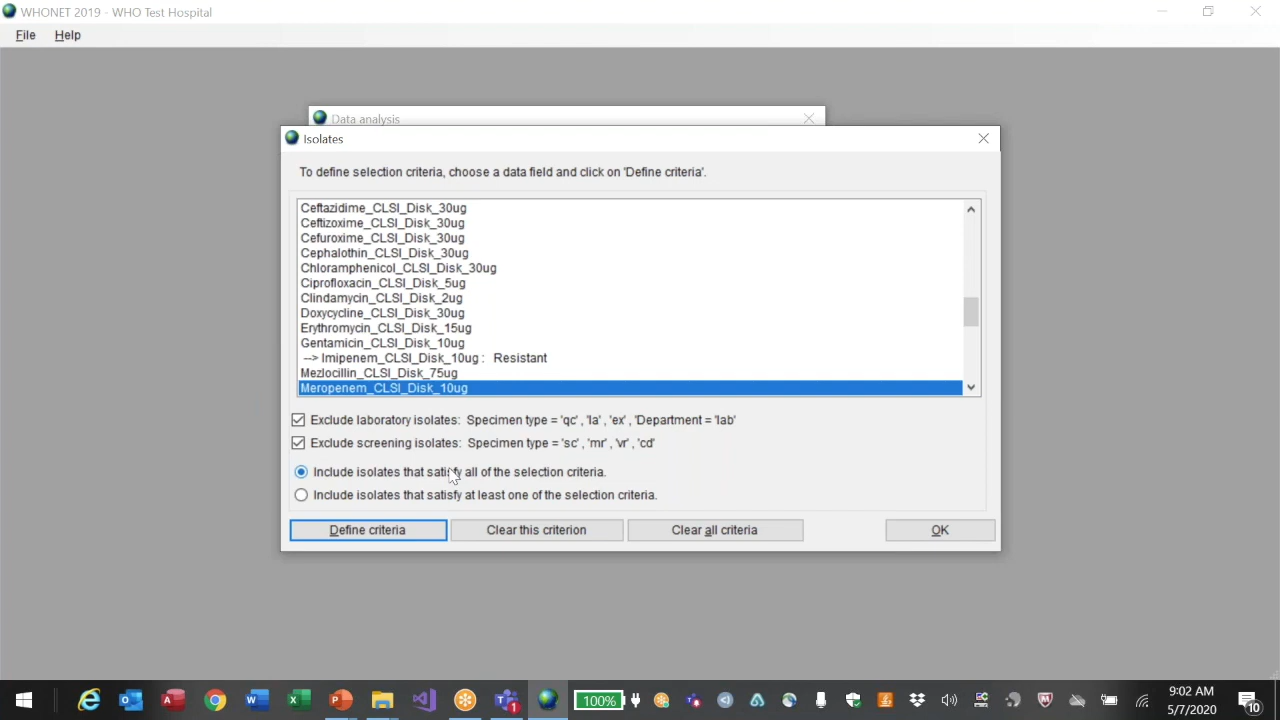 WHONET 2019 - WHO Test Hospital
File Help
Data analysis
Isolates
To define selection criteria, choose a data field and click on 'Define criteria'.
Ceftazidime_CLSI_Disk_30ug
Ceftizoxime_CLSI_Disk_30ug
Cefuroxime_CLSI_Disk_30ug
Cephalothin_CLSI_Disk_30ug
Chloramphenicol_CLSI_Disk_30ug
Ciprofloxacin_CLSI_Disk_5ug
Clindamycin_CLSI_Disk_2ug
Doxycycline_CLSI_Disk_30ug
Erythromycin_CLSI_Disk_15ug
Gentamicin_CLSI_Disk_10ug
--> Imipenem_CLSI_Disk_10ug : Resistant
Mezlocillin_CLSI_Disk_75ug
Meropenem_CLSI_Disk_10ug
Exclude laboratory isolates: Specimen type = 'qc' , 'la' , 'ex' , 'Department = 'lab'
Exclude screening isolates: Specimen type = 'sc' , 'mr' , 'vr' , 'cd'
Include isolates that satisfy all of the selection criteria.
Include isolates that satisfy at least one of the selection criteria.
Define criteria Clear this criterion Clear all criteria OK
100%
1
9:02 AM
5/7/2020
10